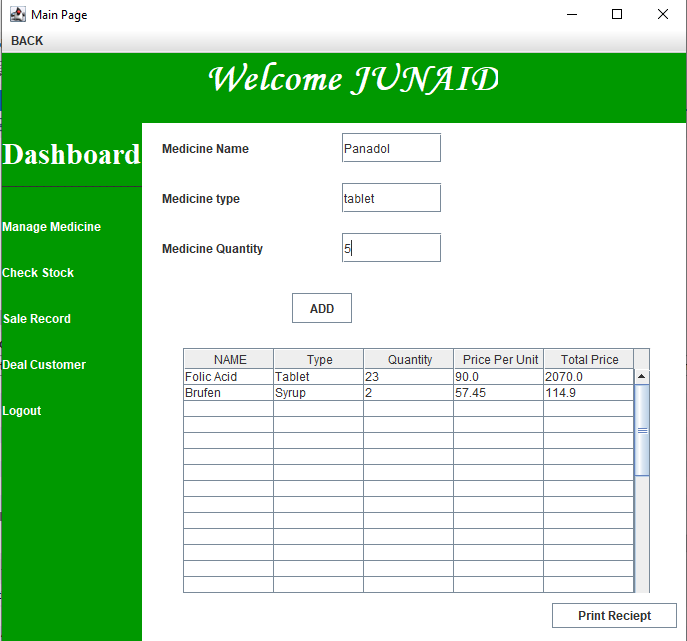 Main Page
BACK
Welcome JUNAID
Dashboard
Manage Medicine
Check Stock
Sale Record
Deal Customer
Logout
Medicine Name Panadol
Medicine type tablet
Medicine Quantity 5
ADD
NAME Type Quantity Price Per Unit Total Price
Folic Acid Tablet 23 90.0 2070.0
Brufen Syrup 2 57.45 114.9
Print Reciept